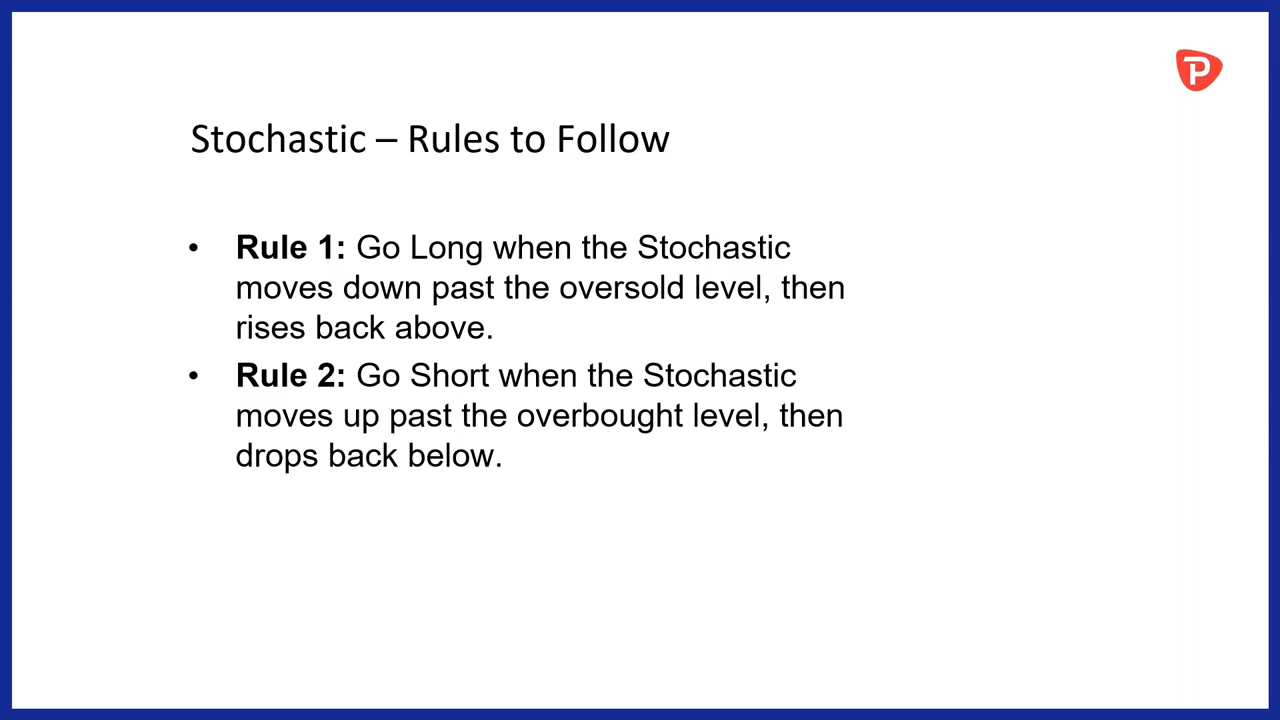 P
Stochastic – Rules to Follow
• Rule 1: Go Long when the Stochastic
moves down past the oversold level, then
rises back above.
• Rule 2: Go Short when the Stochastic
moves up past the overbought level, then
drops back below.